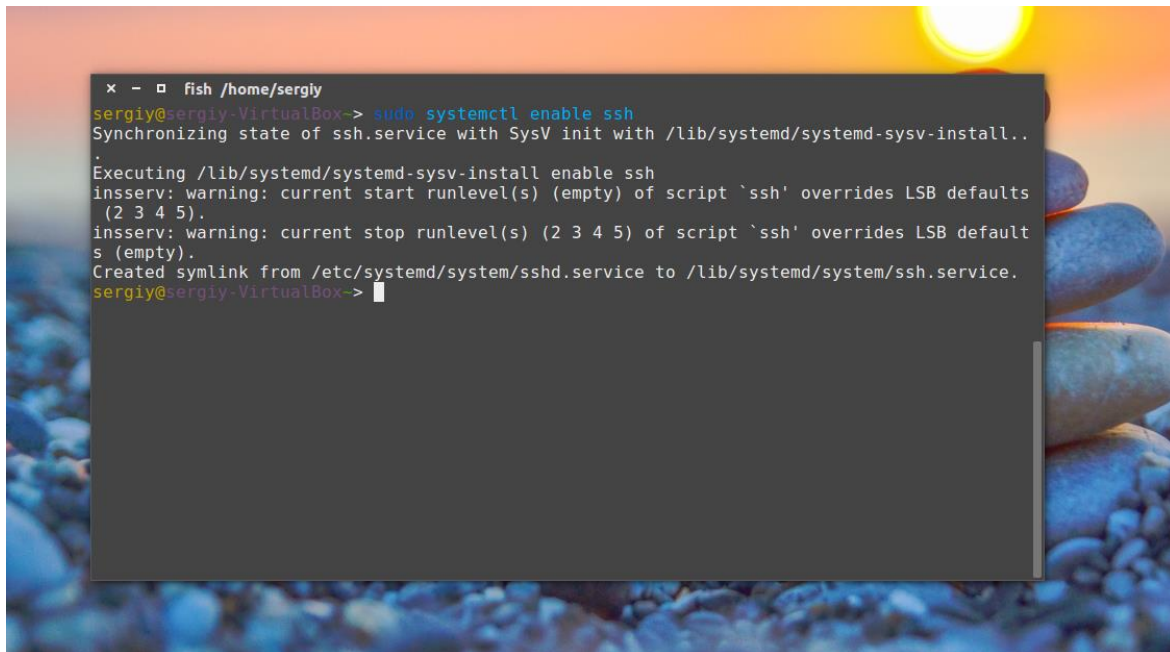 fish /home/sergiy
sergiy@sergiy-VirtualBox~> sudo systemctl enable ssh
Synchronizing state of ssh.service with SysV init with /lib/systemd/systemd-sysv-install..
.
Executing /lib/systemd/systemd-sysv-install enable ssh
insserv: warning: current start runlevel(s) (empty) of script `ssh' overrides LSB defaults
 (2 3 4 5).
insserv: warning: current stop runlevel(s) (2 3 4 5) of script `ssh' overrides LSB default
s (empty).
Created symlink from /etc/systemd/system/sshd.service to /lib/systemd/system/ssh.service.
sergiy@sergiy-VirtualBox~>